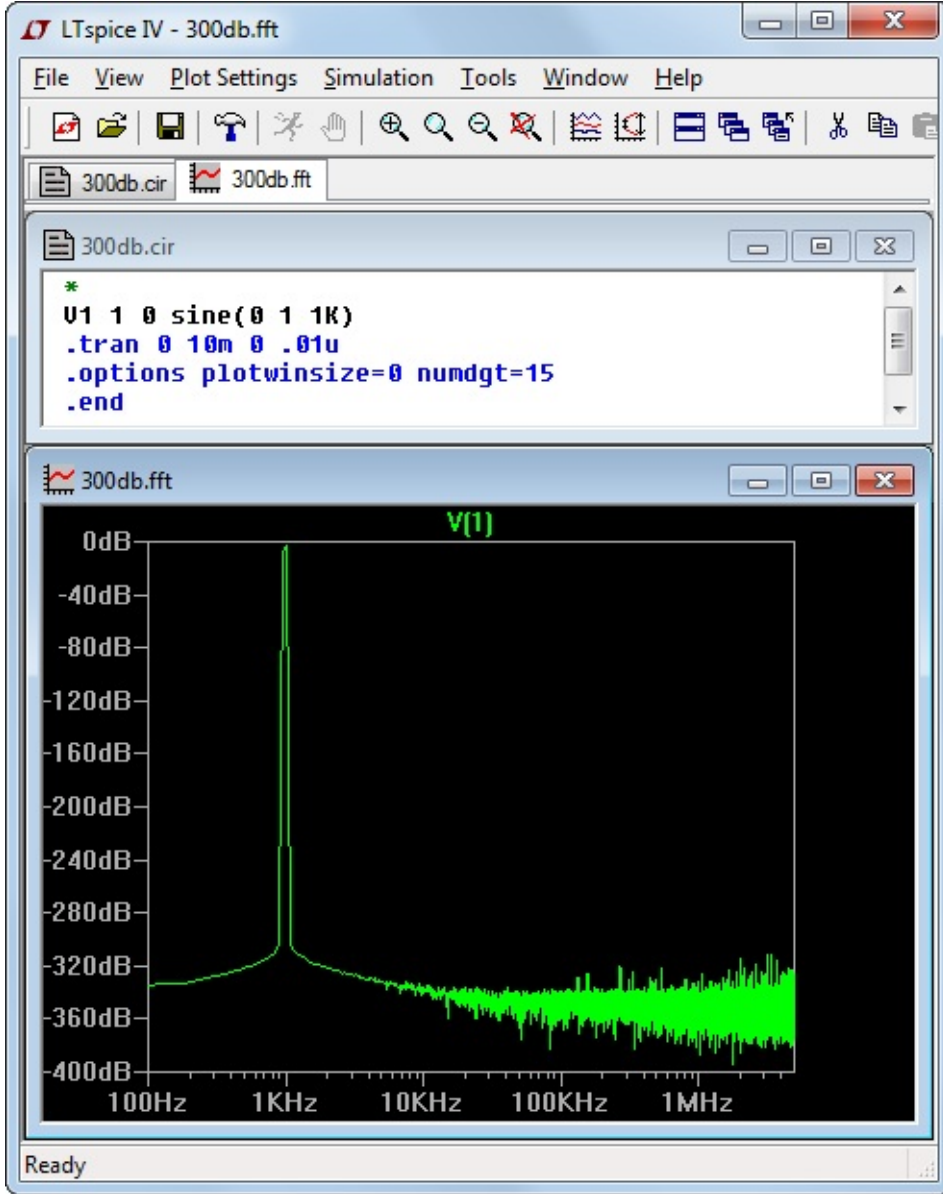 LTspice IV - 300db.fft
File View Plot Settings Simulation Tools Window Help
300db.cir 300db.fft
300db.cir
*
V1 1 0 sine(0 1 1K)
.tran 0 10m 0 .01u
.options plotwinsize=0 numdgt=15
.end
300db.fft
V(1)
0dB
-40dB
-80dB
-120dB
-160dB
-200dB
-240dB
-280dB
-320dB
-360dB
-400dB
100Hz 1KHz 10KHz 100KHz 1MHz
Ready